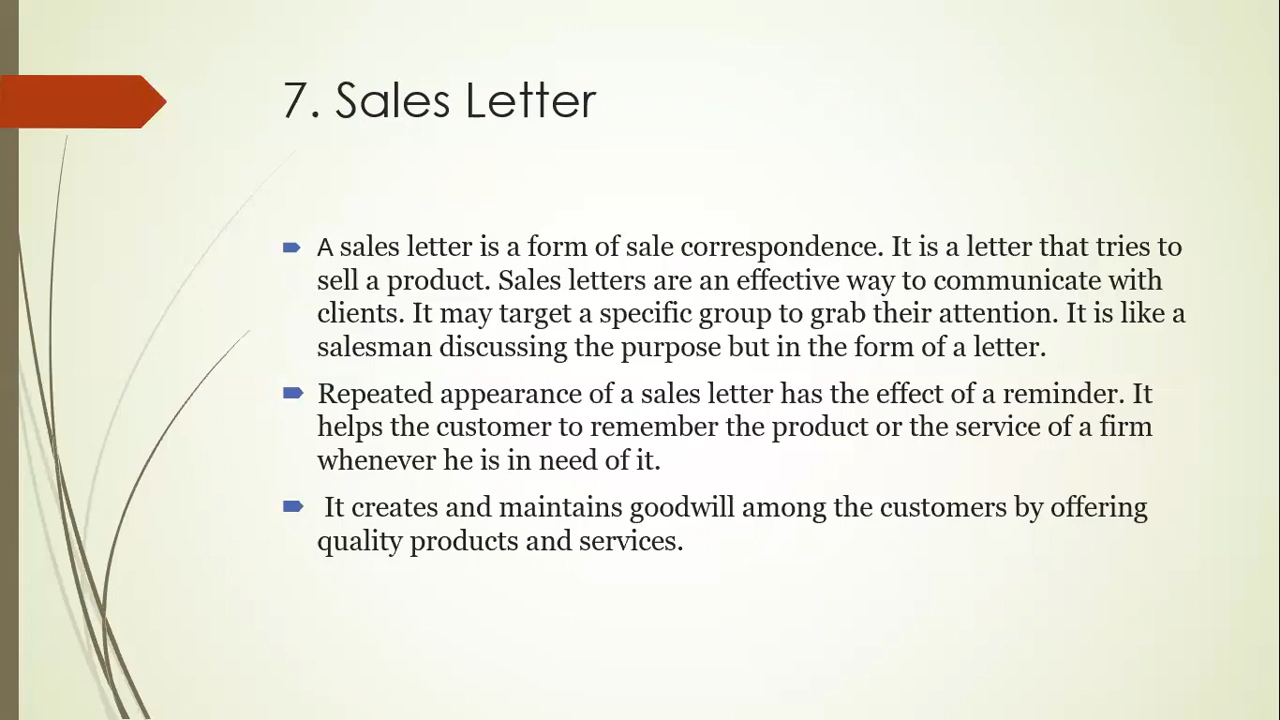 7. Sales Letter
A sales letter is a form of sale correspondence. It is a letter that tries to
sell a product. Sales letters are an effective way to communicate with
clients. It may target a specific group to grab their attention. It is like a
salesman discussing the purpose but in the form of a letter.
Repeated appearance of a sales letter has the effect of a reminder. It
helps the customer to remember the product or the service of a firm
whenever he is in need of it.
It creates and maintains goodwill among the customers by offering
quality products and services.